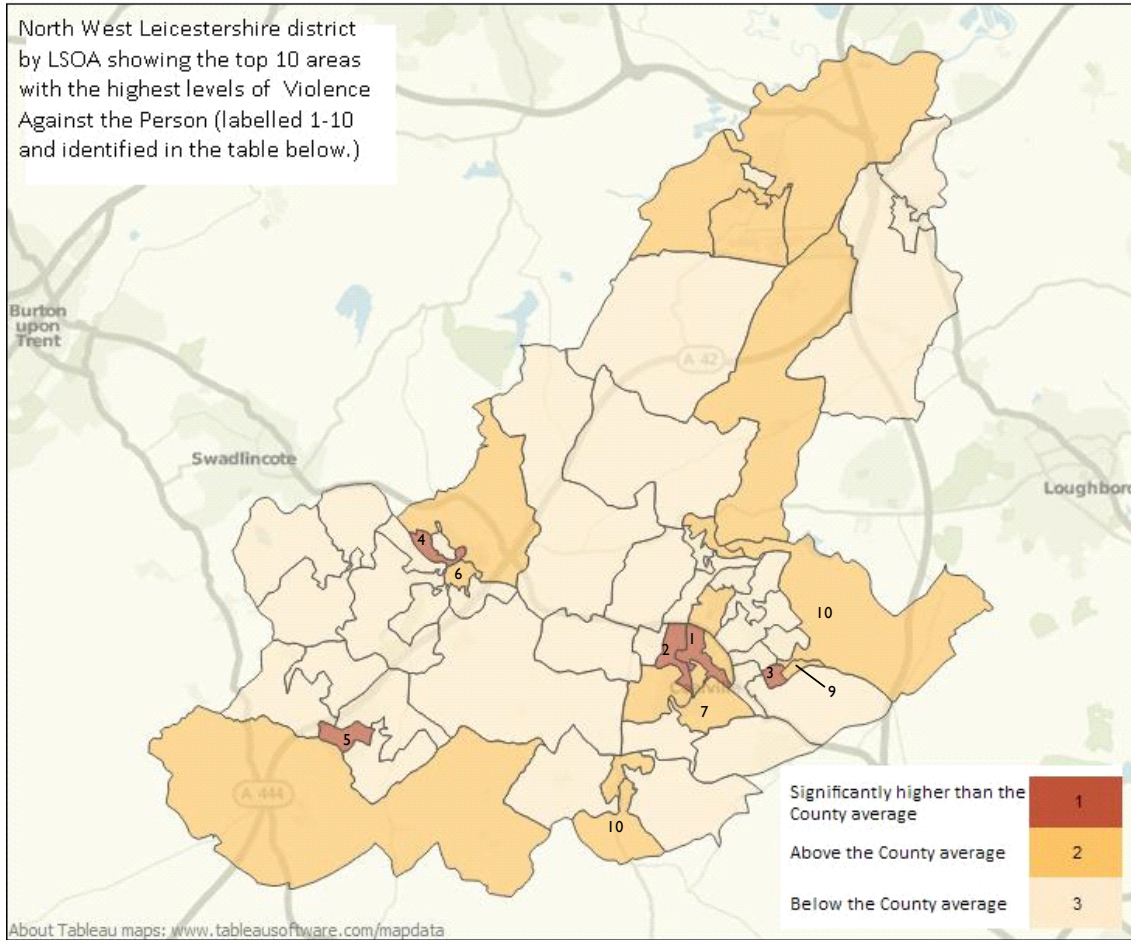 North West Leicestershire district
by LSOA showing the top 10 areas
with the highest levels of Violence
Against the Person (labelled 1-10
and identified in the table below.)
A 42
Burton
upon
Trent
Swadlincote
Loughbor
4
6
10
1
2
3
9
7
5
A 444
10
Significantly higher than the
County average
1
Above the County average
2
Below the County average
3
About Tableau maps: www.tableausoftware.com/mapdata